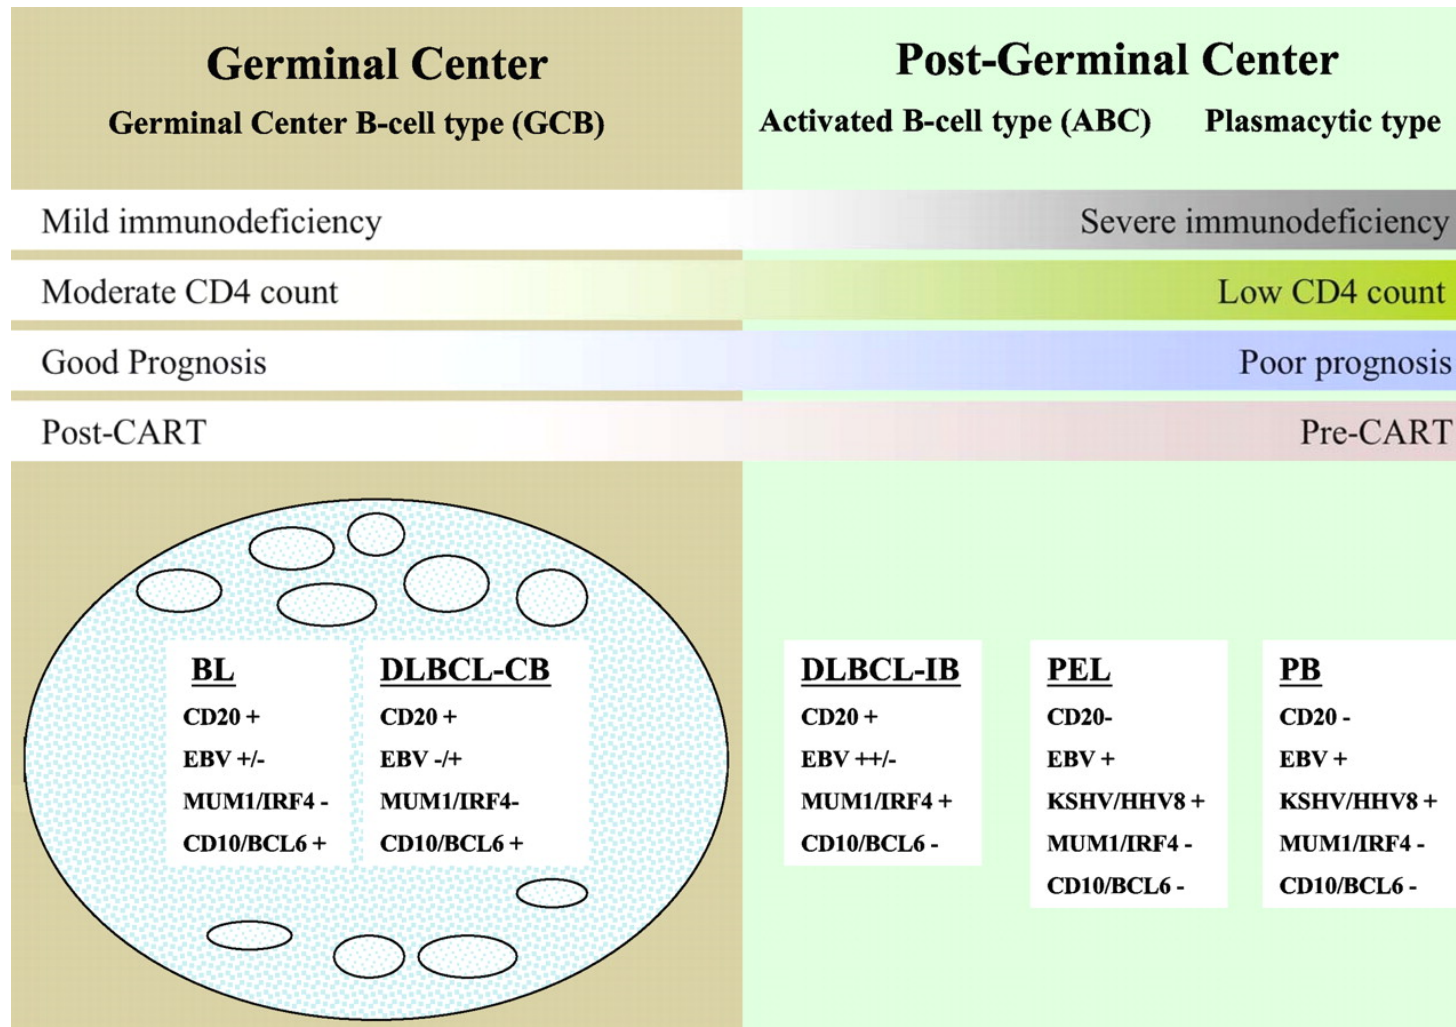 Germinal Center
Germinal Center B-cell type (GCB)
Post-Germinal Center
Activated B-cell type (ABC) Plasmacytic type
Mild immunodeficiency Severe immunodeficiency
Moderate CD4 count Low CD4 count
Good Prognosis Poor prognosis
Post-CART Pre-CART
BL
CD20 +
EBV +/-
MUM1/IRF4 -
CD10/BCL6 +
DLBCL-CB
CD20 +
EBV -/+
MUM1/IRF4-
CD10/BCL6 +
DLBCL-IB
CD20 +
EBV ++/-
MUM1/IRF4 +
CD10/BCL6 -
PEL
CD20-
EBV +
KSHV/HHV8 +
MUM1/IRF4 -
CD10/BCL6 -
PB
CD20 -
EBV +
KSHV/HHV8 +
MUM1/IRF4 -
CD10/BCL6 -